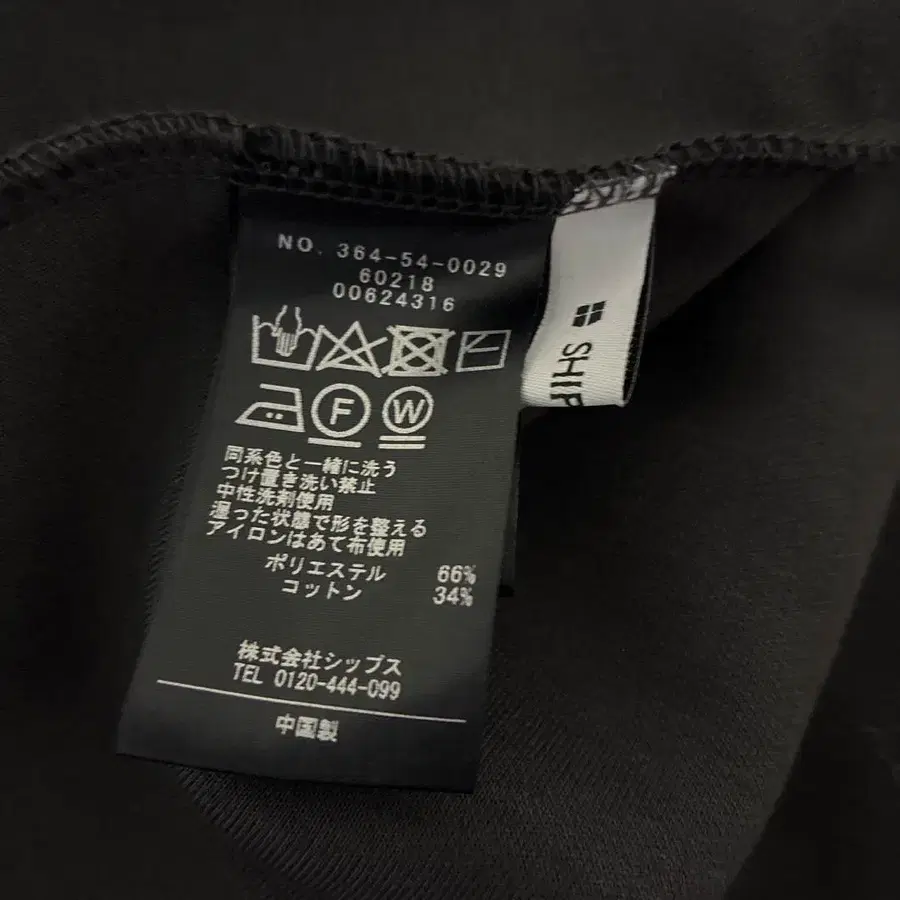 NO. 364-54-0029
60218
00624316
F
W
同系色と一緒に洗う
つけ置き洗い禁止
中性洗剤使用
湿った状態で形を整える
アイロンはあて布使用
ポリエステル 66%
コットン 34%
株式会社シップス
TEL 0120-444-099
中国製